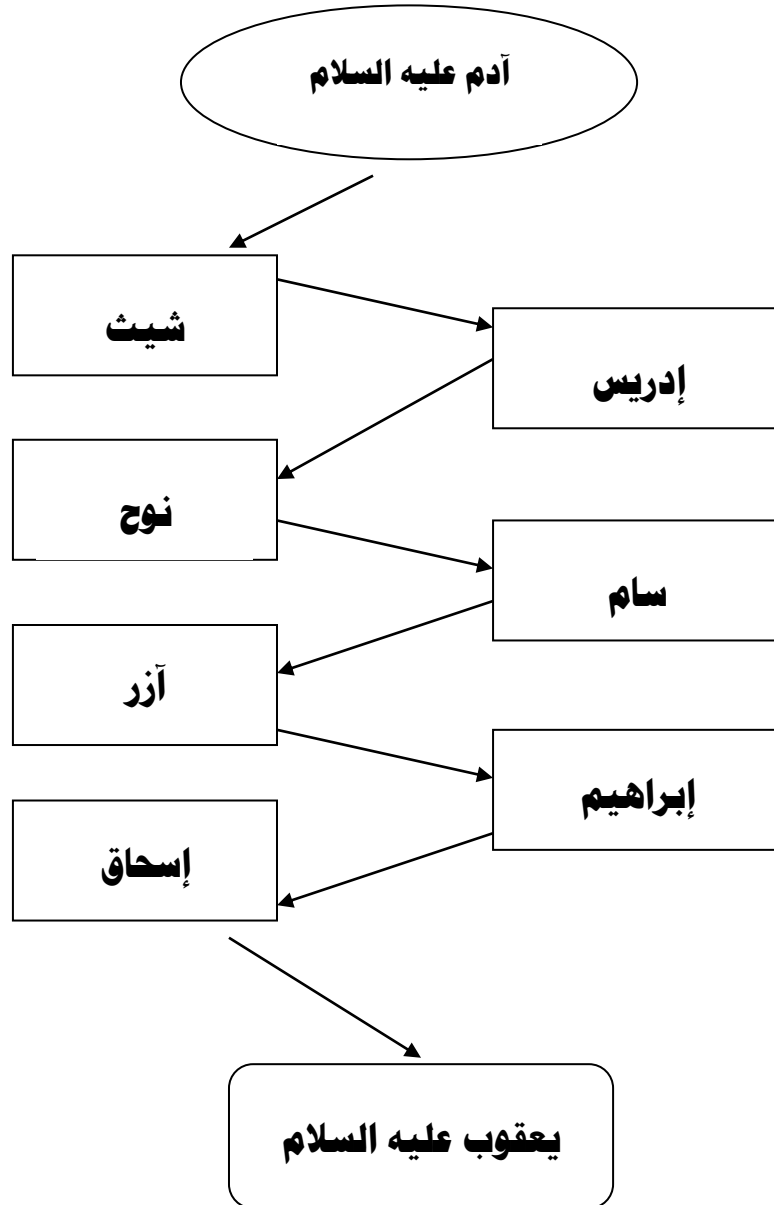 آدم عليه السلام
شيث
إدريس
نوح
سام
آزر
إبراهيم
إسحاق
يعقوب عليه السلام